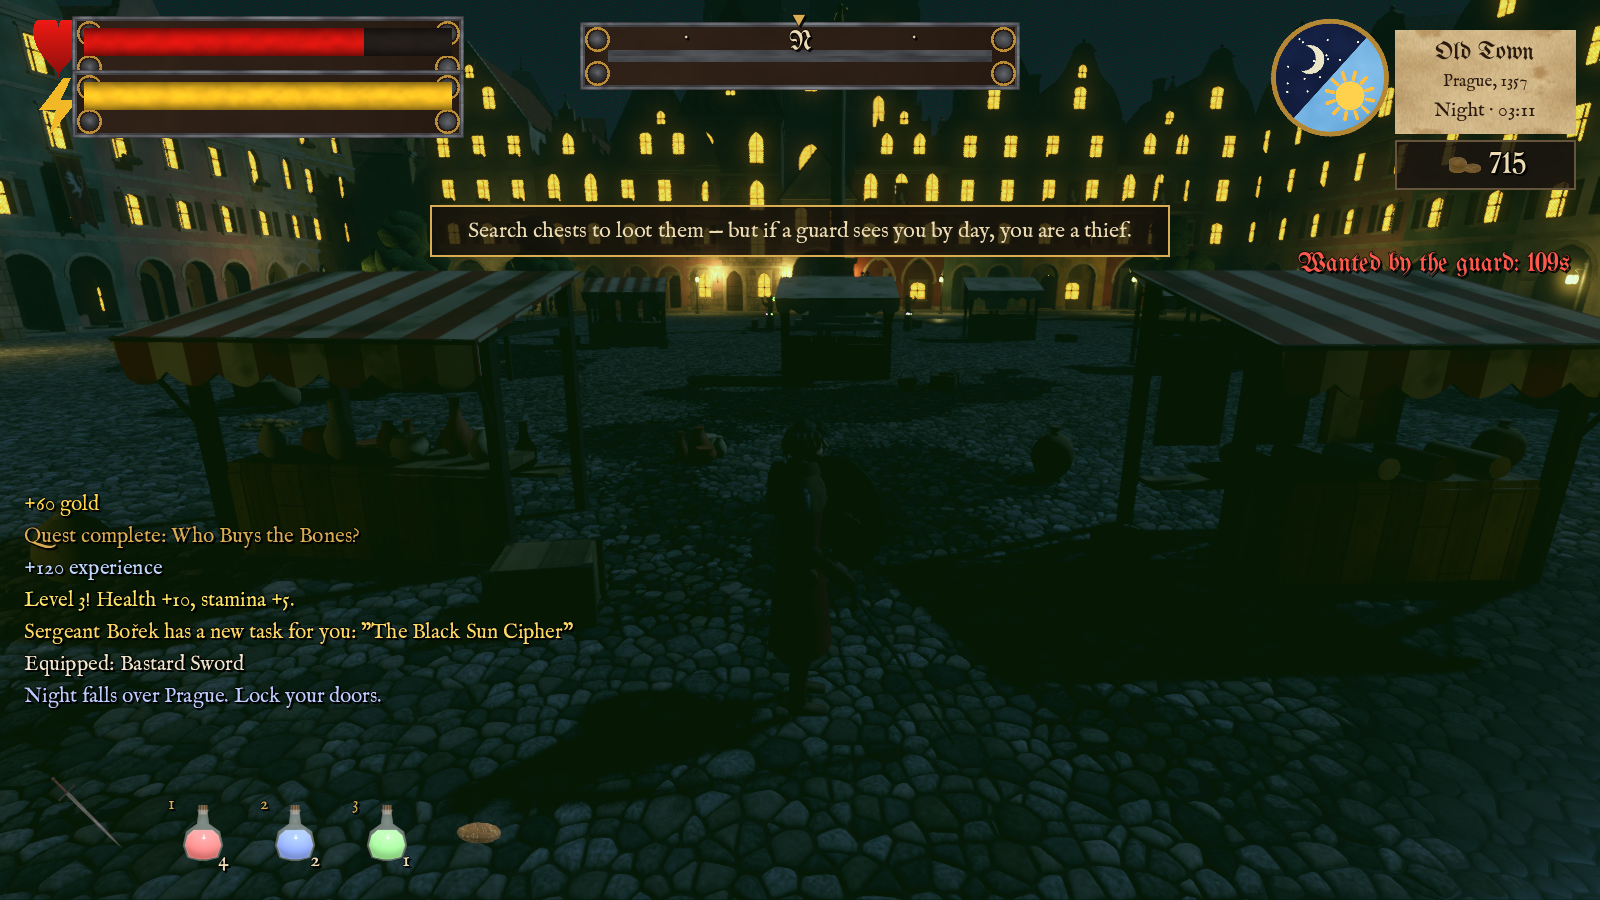 N
Old Town
Prague, 1357
Night · 03:11
715
Search chests to loot them – but if a guard sees you by day, you are a thief.
Wanted by the guard: 109s
+60 gold
Quest complete: Who Buys the Bones?
+120 experience
Level 3! Health +10, stamina +5.
Sergeant Bořek has a new task for you: "The Black Sun Cipher"
Equipped: Bastard Sword
Night falls over Prague. Lock your doors.
1 2 3
4 2 1